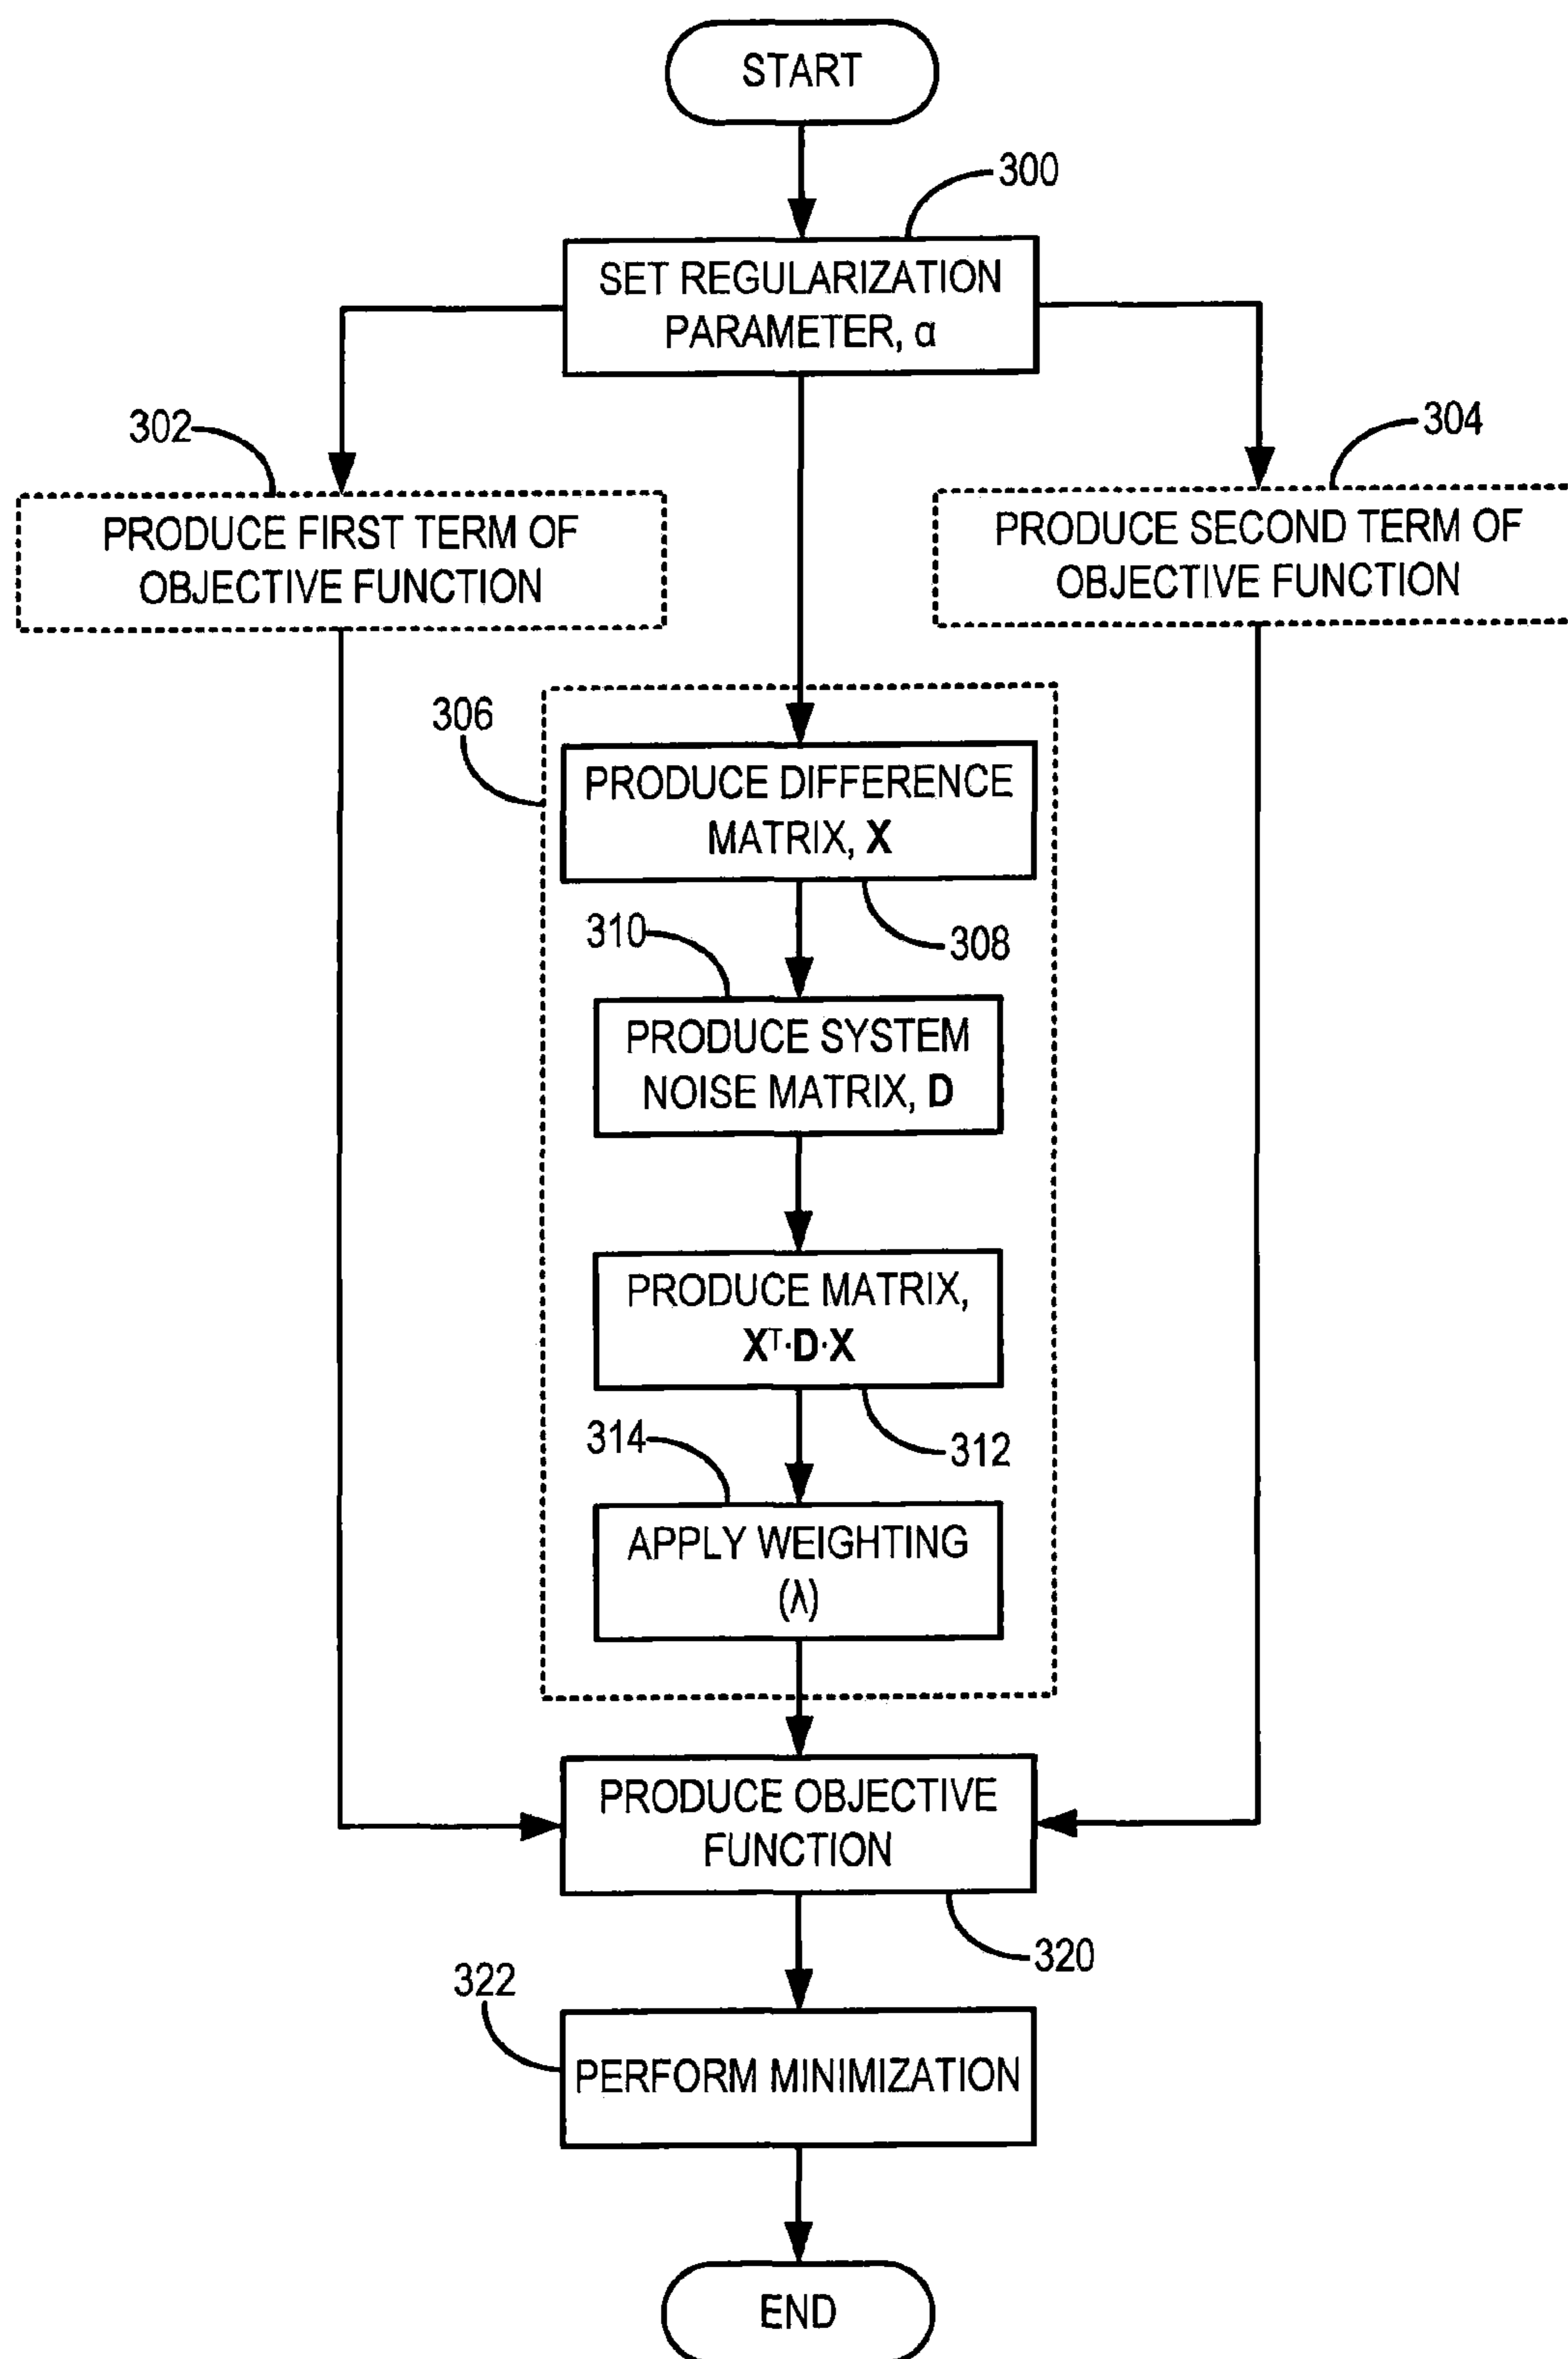 START
300
SET REGULARIZATION
PARAMETER, α
302
304
PRODUCE FIRST TERM OF
OBJECTIVE FUNCTION
PRODUCE SECOND TERM OF
OBJECTIVE FUNCTION
306
PRODUCE DIFFERENCE
MATRIX, X
308
310
PRODUCE SYSTEM
NOISE MATRIX, D
PRODUCE MATRIX,
Xᵀ·D·X
312
314
APPLY WEIGHTING
(λ)
PRODUCE OBJECTIVE
FUNCTION
320
322
PERFORM MINIMIZATION
END